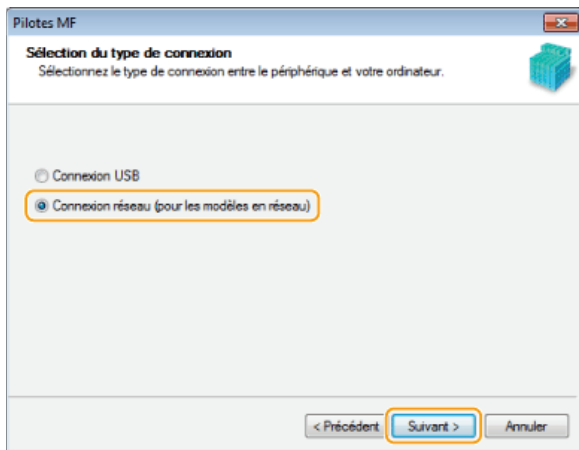 Pilotes MF
Sélection du type de connexion
Sélectionnez le type de connexion entre le périphérique et votre ordinateur.
Connexion USB
Connexion réseau (pour les modèles en réseau)
< Précédent
Suivant >
Annuler